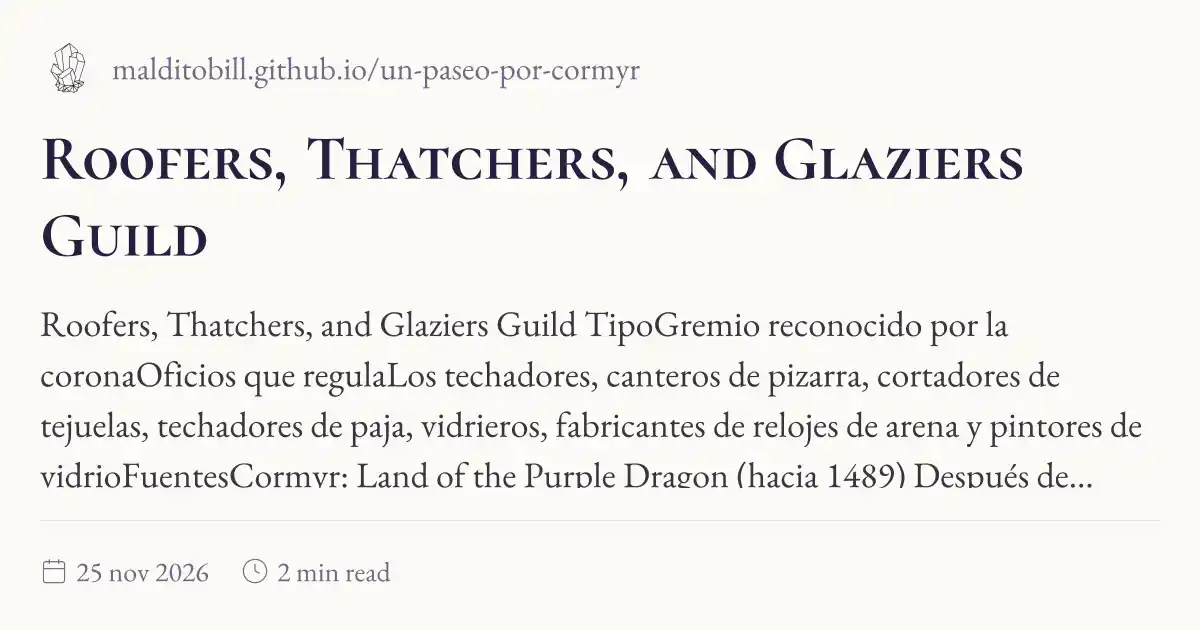 malditobill.github.io/un-paseo-por-cormyr
Roofers, Thatchers, and Glaziers
Guild
Roofers, Thatchers, and Glaziers Guild TipoGremio reconocido por la
coronaOficios que regulaLos techadores, canteros de pizarra, cortadores de
tejuelas, techadores de paja, vidrieros, fabricantes de relojes de arena y pintores de
vidrioFuentesCormyr: Land of the Purple Dragon (hacia 1489) Después de...
25 nov 2026
2 min read